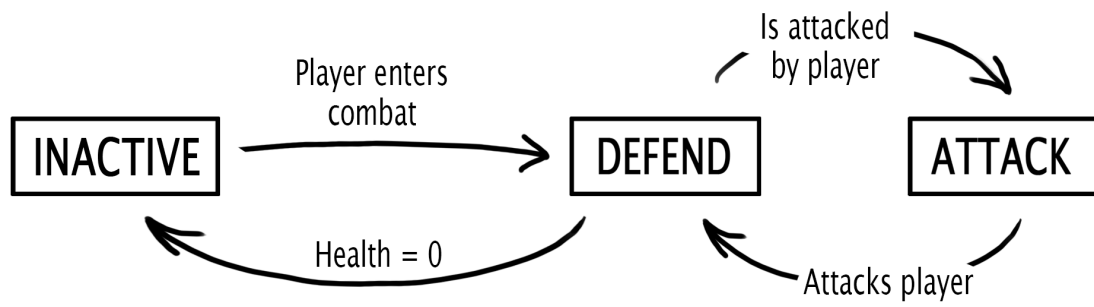 Is attacked
by player
Player enters
combat
INACTIVE
DEFEND
ATTACK
Health = 0
Attacks player